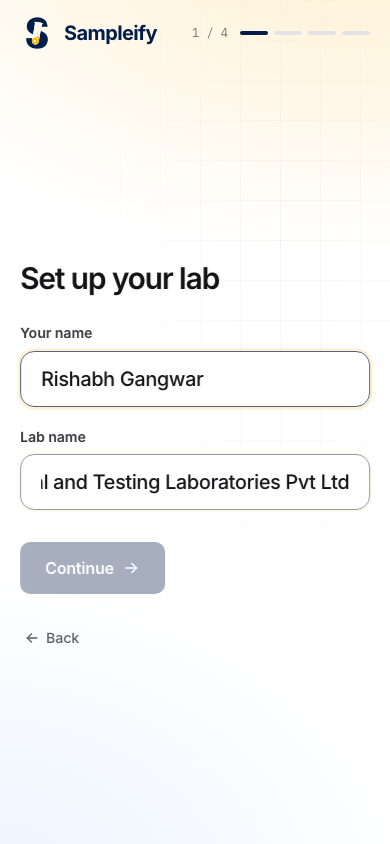 Sampleify
1 / 4
Set up your lab
Your name
Rishabh Gangwar
Lab name
and Testing Laboratories Pvt Ltd
Continue →
← Back